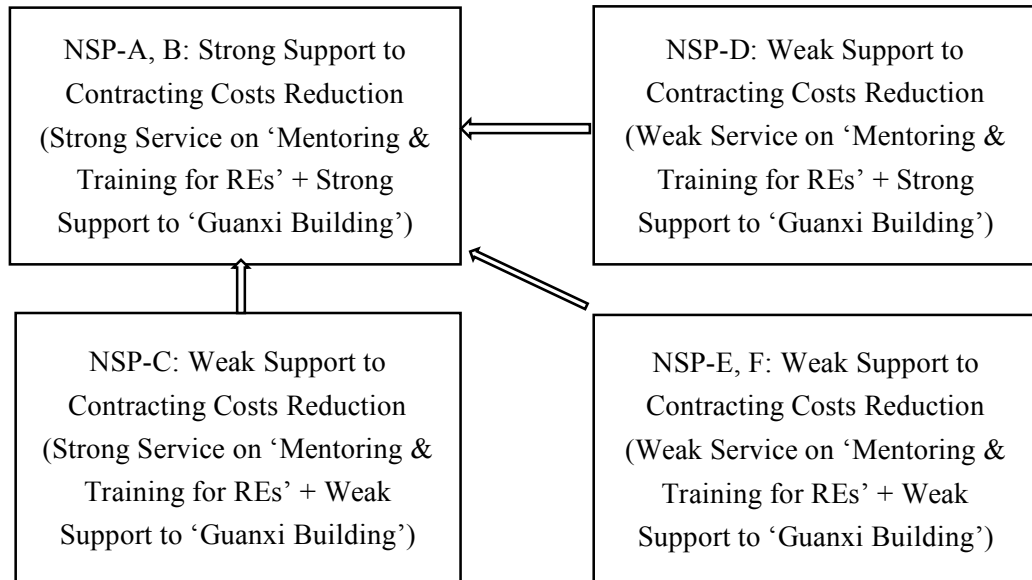 NSP-A, B: Strong Support to
Contracting Costs Reduction
(Strong Service on ‘Mentoring &
Training for REs’ + Strong
Support to ‘Guanxi Building’)
NSP-D: Weak Support to
Contracting Costs Reduction
(Weak Service on ‘Mentoring &
Training for REs’ + Strong
Support to ‘Guanxi Building’)
NSP-C: Weak Support to
Contracting Costs Reduction
(Strong Service on ‘Mentoring &
Training for REs’ + Weak
Support to ‘Guanxi Building’)
NSP-E, F: Weak Support to
Contracting Costs Reduction
(Weak Service on ‘Mentoring &
Training for REs’ + Weak
Support to ‘Guanxi Building’)